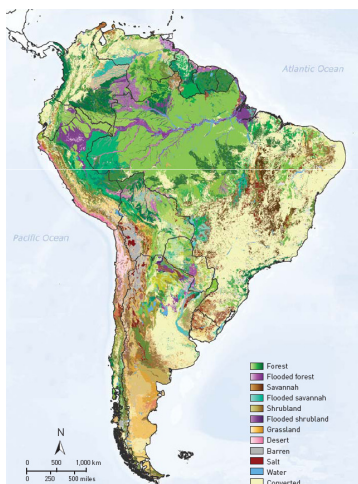 Atlantic Ocean
Pacific Ocean
Forest
Flooded forest
Savannah
Flooded savannah
Shrubland
Flooded shrubland
Grassland
Desert
Barren
Salt
Water
Converted
N
0 500 1,000 km
0 250 500 miles